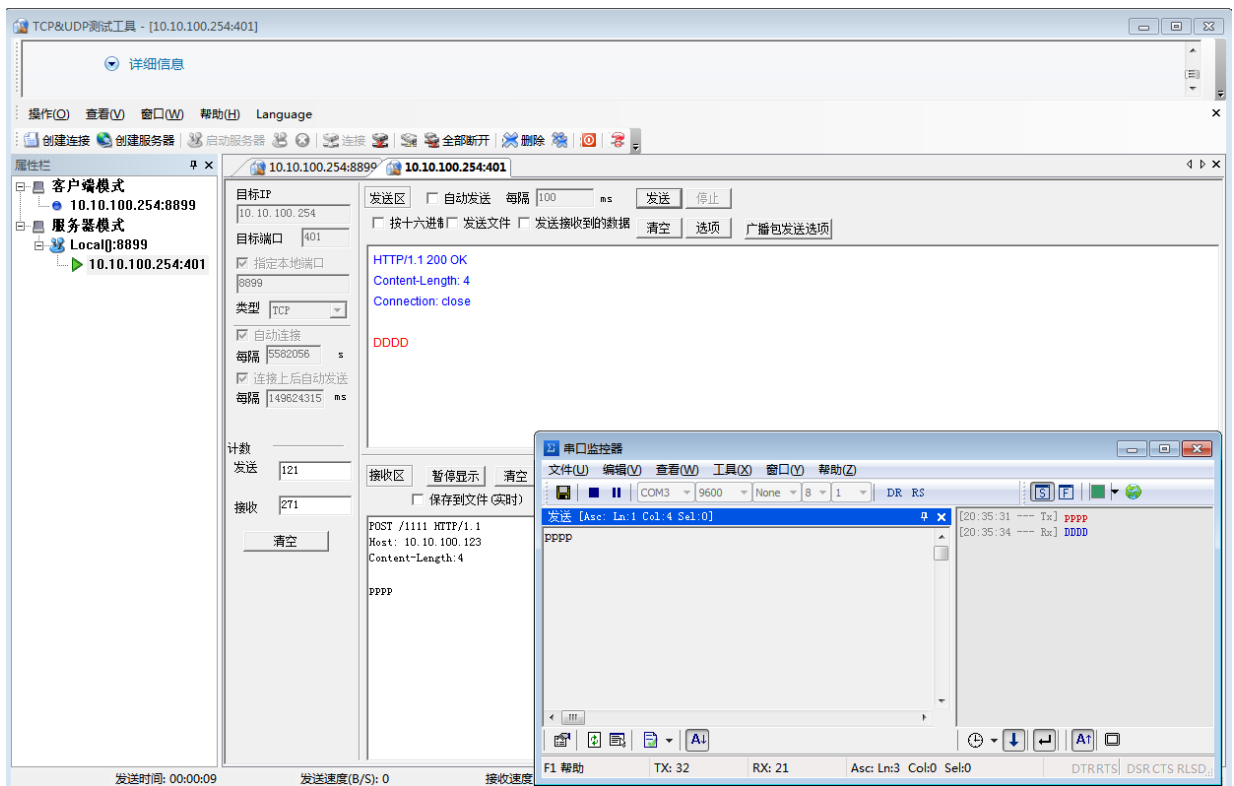 TCP&UDP测试工具 - [10.10.100.254:401]
详细信息
操作(O) 查看(V) 窗口(W) 帮助(H) Language
创建连接 创建服务器 启动服务器 连接 全部断开 删除
属性栏
客户端模式
10.10.100.254:8899
服务器模式
Local():8899
10.10.100.254:401
10.10.100.254:8899 10.10.100.254:401
目标IP
10.10.100.254
目标端口 401
指定本地端口
8899
类型 TCP
自动连接
每隔 5582056 s
连接上后自动发送
每隔 149624315 ms
计数
发送 121
接收 271
清空
发送区 自动发送 每隔 100 ms 发送 停止
按十六进制 发送文件 发送接收到的数据 清空 选项 广播包发送选项
HTTP/1.1 200 OK
Content-Length: 4
Connection: close
DDDD
接收区 暂停显示 清空
保存到文件(实时)
POST /1111 HTTP/1.1
Host: 10.10.100.123
Content-Length:4
pppp
串口监控器
文件(U) 编辑(V) 查看(W) 工具(X) 窗口(Y) 帮助(Z)
COM3 9600 None 8 1 DR RS S F
发送 [Asc: Ln:1 Col:4 Sel:0]
pppp
[20:35:31 --- Tx] pppp
[20:35:34 --- Rx] DDDD
F1 帮助 TX: 32 RX: 21 Asc: Ln:3 Col:0 Sel:0 DTR RTS DSR CTS RLSD
发送时间: 00:00:09 发送速度(B/S): 0 接收速度